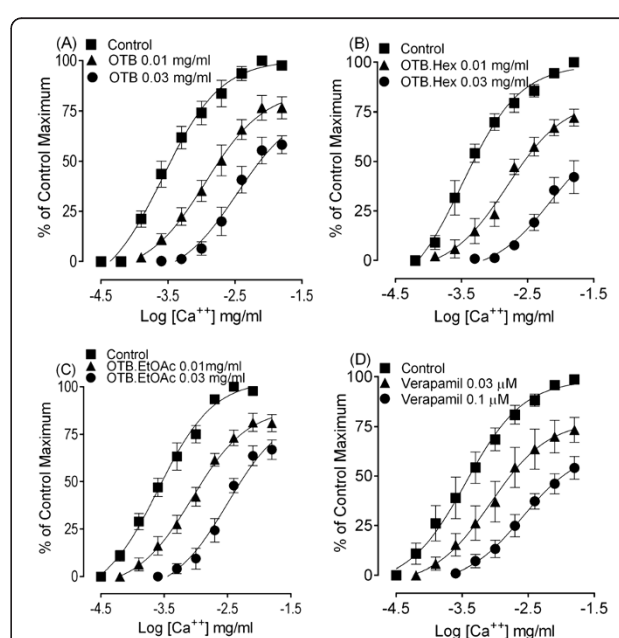 (A)
Control
OTB 0.01 mg/ml
OTB 0.03 mg/ml
% of Control Maximum
100
75
50
25
0
-4.5 -3.5 -2.5 -1.5
Log [Ca⁺⁺] mg/ml
(B)
Control
OTB.Hex 0.01 mg/ml
OTB.Hex 0.03 mg/ml
% of Control Maximum
100
75
50
25
0
-4.5 -3.5 -2.5 -1.5
Log [Ca⁺⁺] mg/ml
(C)
Control
OTB.EtOAc 0.01mg/ml
OTB.EtOAc 0.03 mg/ml
% of Control Maximum
100
75
50
25
0
-4.5 -3.5 -2.5 -1.5
Log [Ca⁺⁺] mg/ml
(D)
Control
Verapamil 0.03 μM
Verapamil 0.1 μM
% of Control Maximum
100
75
50
25
0
-4.5 -3.5 -2.5 -1.5
Log [Ca⁺⁺] mg/ml